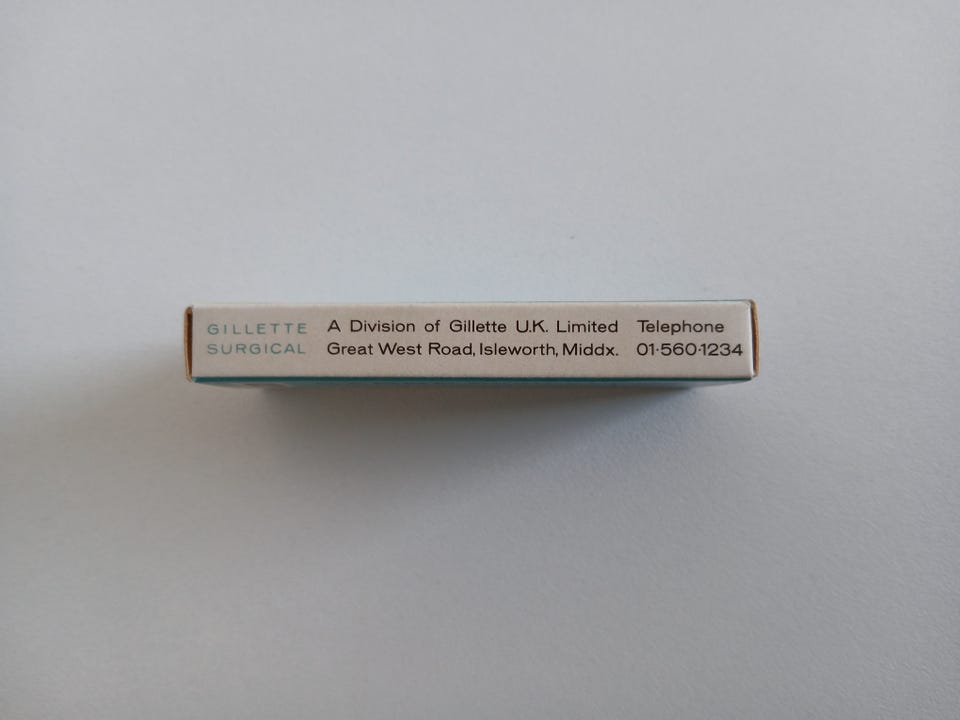 GILLETTE A Division of Gillette U.K. Limited Telephone
SURGICAL Great West Road, Isleworth, Middx. 01·560·1234